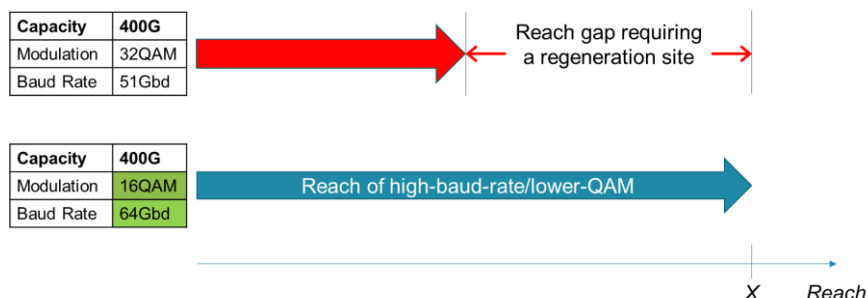 Capacity 400G
Modulation 32QAM
Baud Rate 51Gbd
Reach gap requiring
a regeneration site
Capacity 400G
Modulation 16QAM
Baud Rate 64Gbd
Reach of high-baud-rate/lower-QAM
X Reach